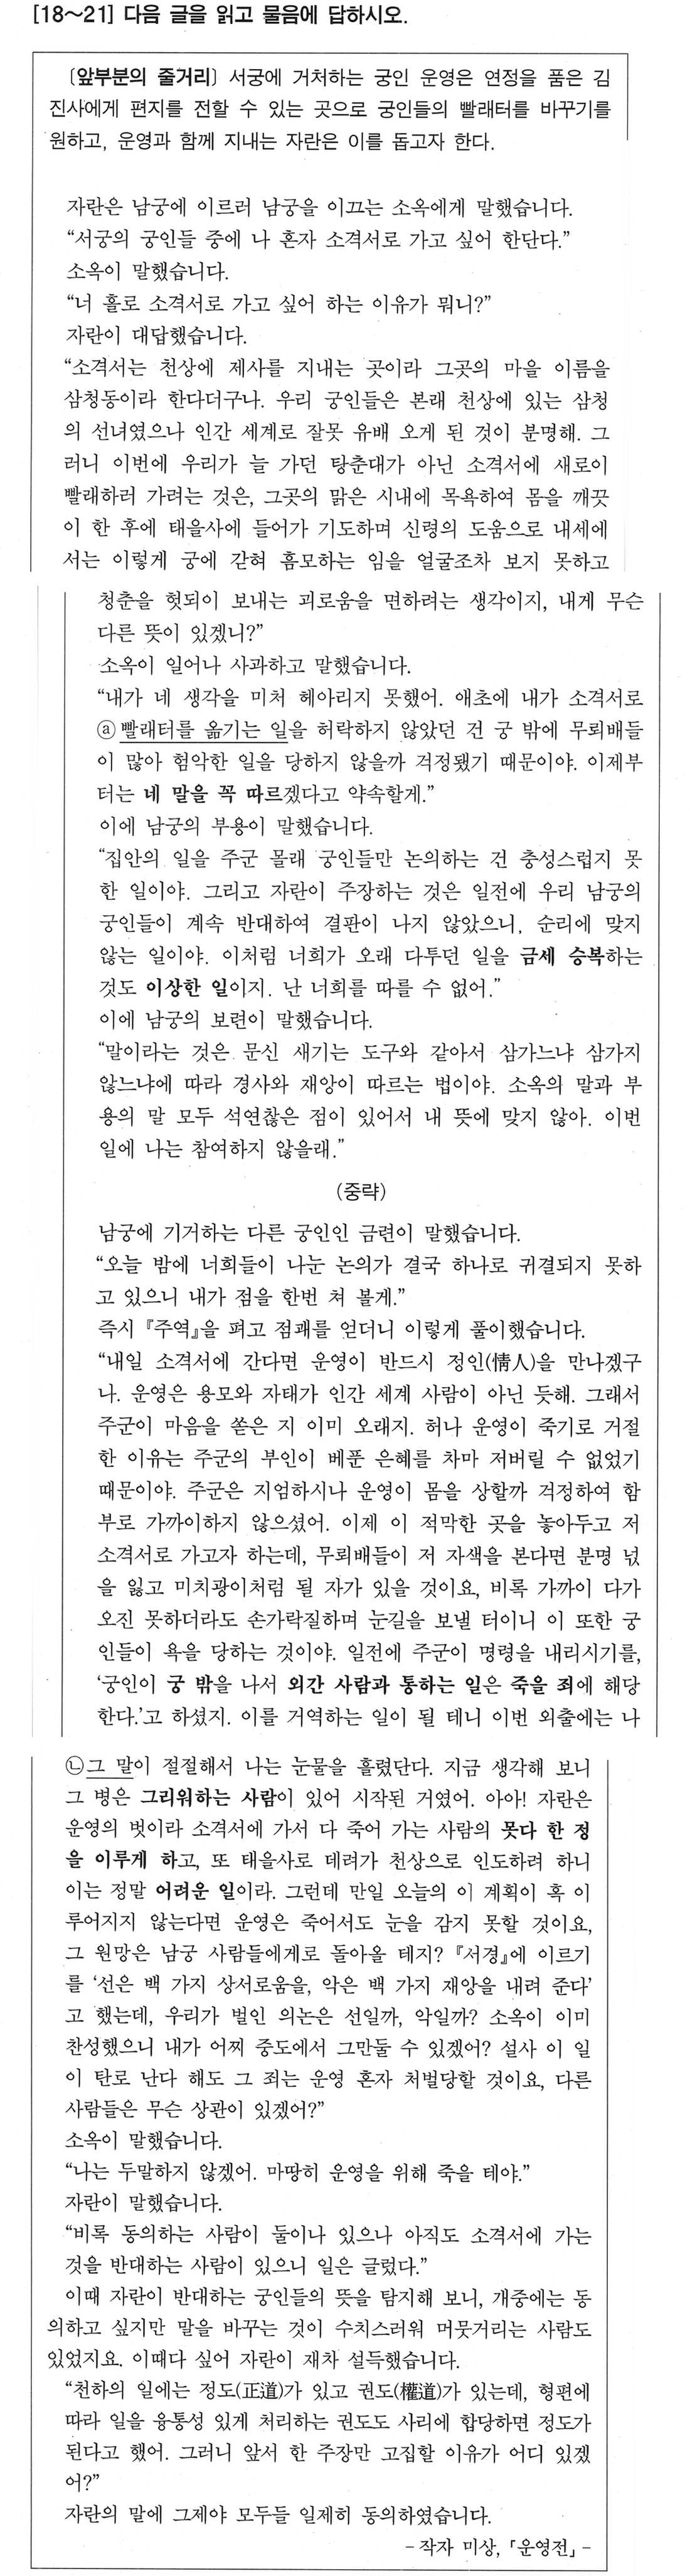 [18~21] 다음 글을 읽고 물음에 답하시오.
〔앞부분의 줄거리〕 서궁에 거처하는 궁인 운영은 연정을 품은 김
진사에게 편지를 전할 수 있는 곳으로 궁인들의 빨래터를 바꾸기를
원하고, 운영과 함께 지내는 자란은 이를 돕고자 한다.
자란은 남궁에 이르러 남궁을 이끄는 소옥에게 말했습니다.
“서궁의 궁인들 중에 나 혼자 소격서로 가고 싶어 한단다.”
소옥이 말했습니다.
“너 홀로 소격서로 가고 싶어 하는 이유가 뭐니?”
자란이 대답했습니다.
“소격서는 천상에 제사를 지내는 곳이라 그곳의 마을 이름을
삼청동이라 한다더구나. 우리 궁인들은 본래 천상에 있는 삼청
의 선녀였으나 인간 세계로 잘못 유배 오게 된 것이 분명해. 그
러니 이번에 우리가 늘 가던 탕춘대가 아닌 소격서에 새로이
빨래하러 가려는 것은, 그곳의 맑은 시내에 목욕하여 몸을 깨끗
이 한 후에 태을사에 들어가 기도하며 신령의 도움으로 내세에
서는 이렇게 궁에 갇혀 흠모하는 임을 얼굴조차 보지 못하고
청춘을 헛되이 보내는 괴로움을 면하려는 생각이지, 내게 무슨
다른 뜻이 있겠니?”
소옥이 일어나 사과하고 말했습니다.
“내가 네 생각을 미처 헤아리지 못했어. 애초에 내가 소격서로
ⓐ 빨래터를 옮기는 일을 허락하지 않았던 건 궁 밖에 무뢰배들
이 많아 험악한 일을 당하지 않을까 걱정됐기 때문이야. 이제부
터는 네 말을 꼭 따르겠다고 약속할게.”
이에 남궁의 부용이 말했습니다.
“집안의 일을 주군 몰래 궁인들만 논의하는 건 충성스럽지 못
한 일이야. 그리고 자란이 주장하는 것은 일전에 우리 남궁의
궁인들이 계속 반대하여 결판이 나지 않았으니, 순리에 맞지
않는 일이야. 이처럼 너희가 오래 다투던 일을 금세 승복하는
것도 이상한 일이지. 난 너희를 따를 수 없어.”
이에 남궁의 보련이 말했습니다.
“말이라는 것은 문신 새기는 도구와 같아서 삼가느냐 삼가지
않느냐에 따라 경사와 재앙이 따르는 법이야. 소옥의 말과 부
용의 말 모두 석연찮은 점이 있어서 내 뜻에 맞지 않아. 이번
일에 나는 참여하지 않을래.”
(중략)
남궁에 기거하는 다른 궁인인 금련이 말했습니다.
“오늘 밤에 너희들이 나눈 논의가 결국 하나로 귀결되지 못하
고 있으니 내가 점을 한번 쳐 볼게.”
즉시 『주역』을 펴고 점괘를 얻더니 이렇게 풀이했습니다.
“내일 소격서에 간다면 운영이 반드시 정인(情人)을 만나겠구
나. 운영은 용모와 자태가 인간 세계 사람이 아닌 듯해. 그래서
주군이 마음을 쏟은 지 이미 오래지. 허나 운영이 죽기로 거절
한 이유는 주군의 부인이 베푼 은혜를 차마 저버릴 수 없었기
때문이야. 주군은 지엄하시나 운영이 몸을 상할까 걱정하여 함
부로 가까이하지 않으셨어. 이제 이 적막한 곳을 놓아두고 저
소격서로 가고자 하는데, 무뢰배들이 저 자색을 본다면 분명 넋
을 잃고 미치광이처럼 될 자가 있을 것이요, 비록 가까이 다가
오진 못하더라도 손가락질하며 눈길을 보낼 터이니 이 또한 궁
인들이 욕을 당하는 것이야. 일전에 주군이 명령을 내리시기를,
‘궁인이 궁 밖을 나서 외간 사람과 통하는 일은 죽을 죄에 해당
한다.’고 하셨지. 이를 거역하는 일이 될 테니 이번 외출에는 나
㉡그 말이 절절해서 나는 눈물을 흘렸단다. 지금 생각해 보니
그 병은 그리워하는 사람이 있어 시작된 거였어. 아아! 자란은
운영의 벗이라 소격서에 가서 다 죽어 가는 사람의 못다 한 정
을 이루게 하고, 또 태을사로 데려가 천상으로 인도하려 하니
이는 정말 어려운 일이라. 그런데 만일 오늘의 이 계획이 혹 이
루어지지 않는다면 운영은 죽어서도 눈을 감지 못할 것이요,
그 원망은 남궁 사람들에게로 돌아올 테지? 『서경』에 이르기
를 ‘선은 백 가지 상서로움을, 악은 백 가지 재앙을 내려 준다’
고 했는데, 우리가 벌인 의논은 선일까, 악일까? 소옥이 이미
찬성했으니 내가 어찌 중도에서 그만둘 수 있겠어? 설사 이 일
이 탄로 난다 해도 그 죄는 운영 혼자 처벌당할 것이요, 다른
사람들은 무슨 상관이 있겠어?”
소옥이 말했습니다.
“나는 두말하지 않겠어. 마땅히 운영을 위해 죽을 테야.”
자란이 말했습니다.
“비록 동의하는 사람이 둘이나 있으나 아직도 소격서에 가는
것을 반대하는 사람이 있으니 일은 글렀다.”
이때 자란이 반대하는 궁인들의 뜻을 탐지해 보니, 개중에는 동
의하고 싶지만 말을 바꾸는 것이 수치스러워 머뭇거리는 사람도
있었지요. 이때다 싶어 자란이 재차 설득했습니다.
“천하의 일에는 정도(正道)가 있고 권도(權道)가 있는데, 형편에
따라 일을 융통성 있게 처리하는 권도도 사리에 합당하면 정도가
된다고 했어. 그러니 앞서 한 주장만 고집할 이유가 어디 있겠
어?”
자란의 말에 그제야 모두들 일제히 동의하였습니다.
- 작자 미상, 「운영전」 -